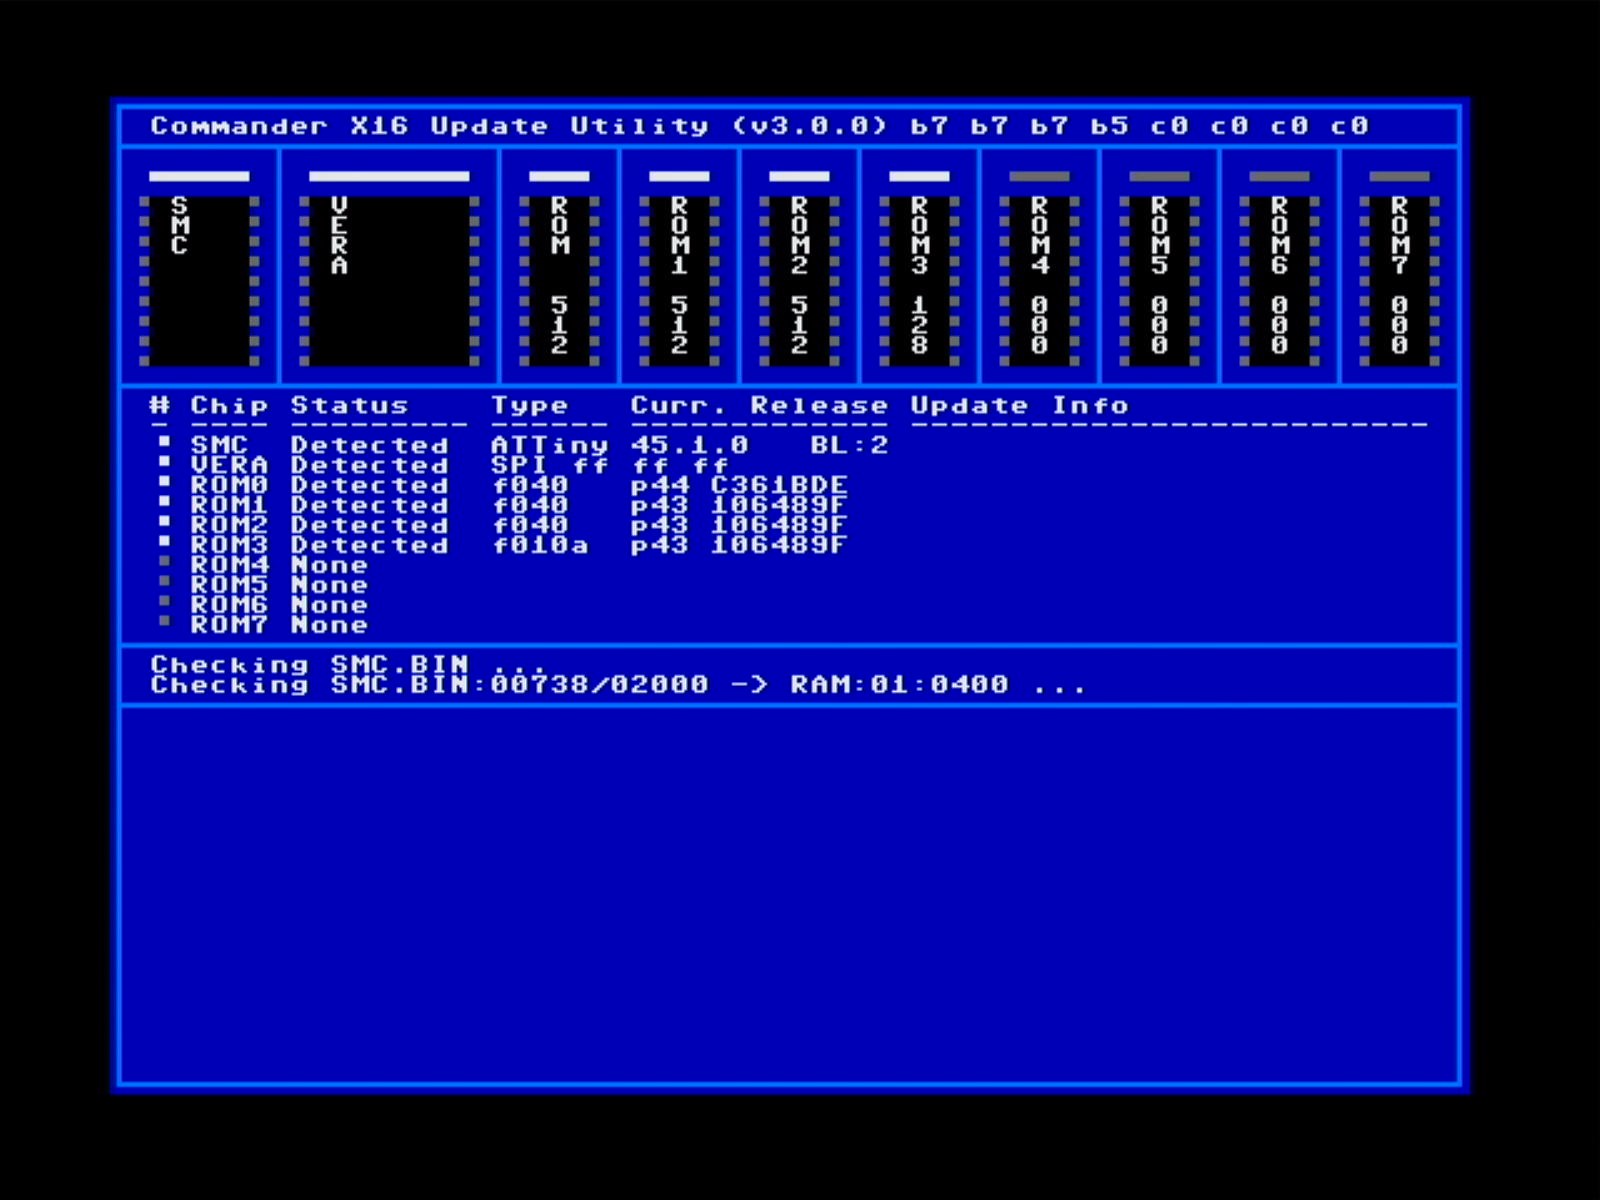 Commander X16 Update Utility (v3.0.0) b7 b7 b7 b5 c0 c0 c0 c0
SMC
VERA
ROM 512
ROM1 512
ROM2 512
ROM3 128
ROM4 000
ROM5 000
ROM6 000
ROM7 000
# Chip Status Type Curr. Release Update Info
SMC Detected ATTiny 45.1.0 BL:2
VERA Detected SPI ff ff ff
ROM0 Detected f040 p44 C361BDE
ROM1 Detected f040 p43 106489F
ROM2 Detected f040 p43 106489F
ROM3 Detected f010a p43 106489F
ROM4 None
ROM5 None
ROM6 None
ROM7 None
Checking SMC.BIN ...
Checking SMC.BIN:00738/02000 -> RAM:01:0400 ...